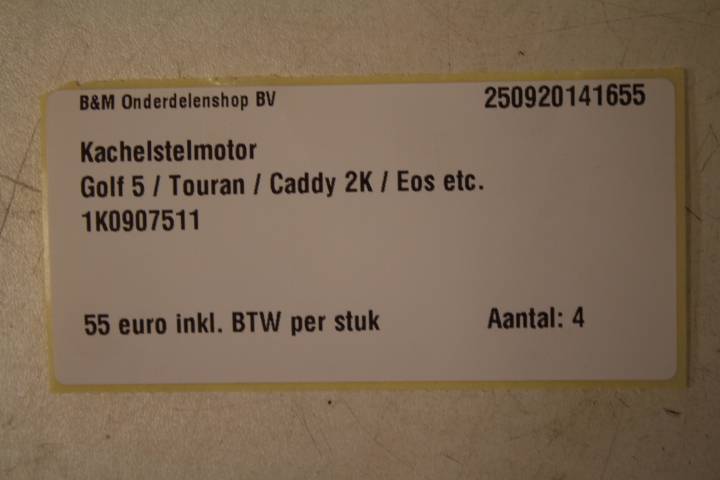 B&M Onderdelenshop BV 250920141655
Kachelstelmotor
Golf 5 / Touran / Caddy 2K / Eos etc.
1K0907511
55 euro inkl. BTW per stuk Aantal: 4